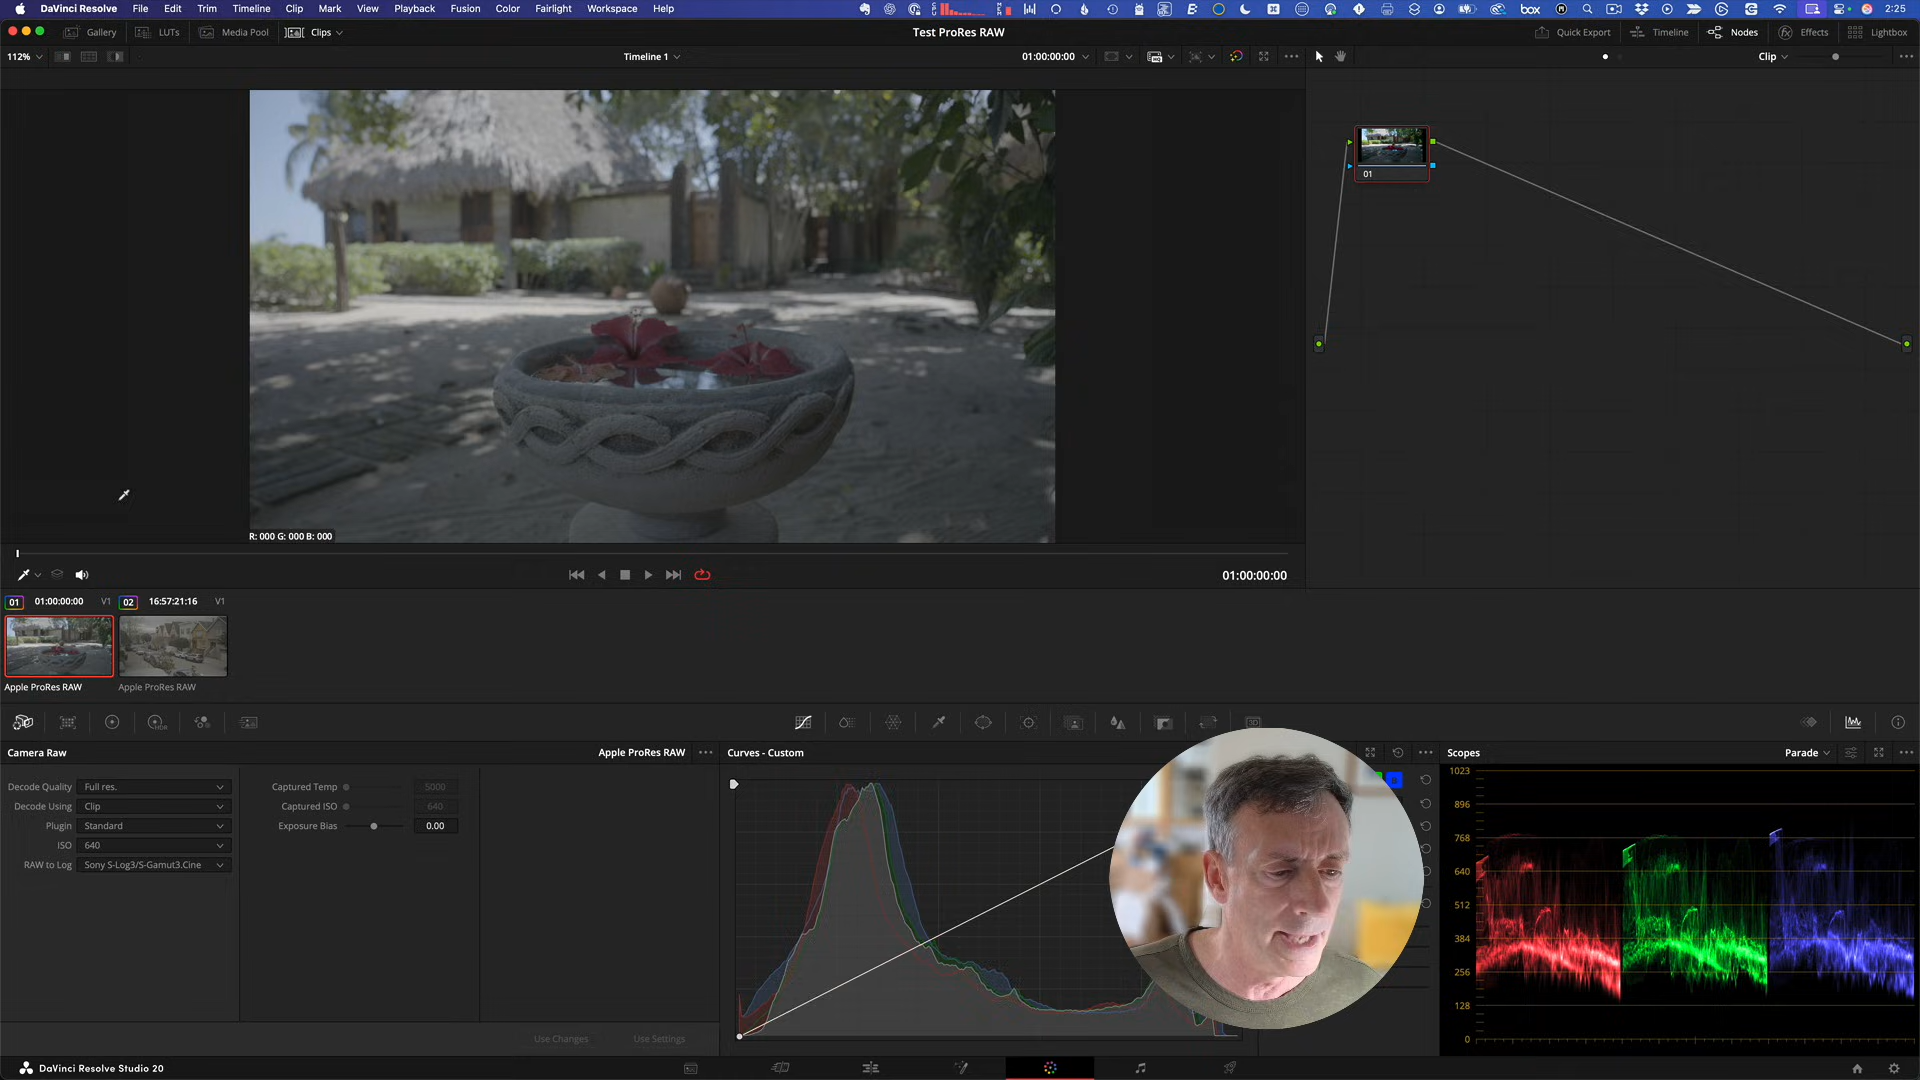 DaVinci Resolve File Edit Trim Timeline Clip Mark View Playback Fusion Color Fairlight Workspace Help box 2:25
Gallery LUTs Media Pool Clips Test ProRes RAW Quick Export Timeline Nodes Effects Lightbox
112% Timeline 1 01:00:00:00 Clip
01
R: 000 G: 000 B: 000
01:00:00:00
01 01:00:00:00 V1 02 16:57:21:16 V1
Apple ProRes RAW Apple ProRes RAW
Camera Raw Apple ProRes RAW Curves - Custom Scopes Parade
Decode Quality Full res. Captured Temp 5000
Decode Using Clip Captured ISO 640
Plugin Standard Exposure Bias 0.00
ISO 640
RAW to Log Sony S-Log3/S-Gamut3.Cine
1023
896
768
640
512
384
256
128
0
Use Changes Use Settings
DaVinci Resolve Studio 20